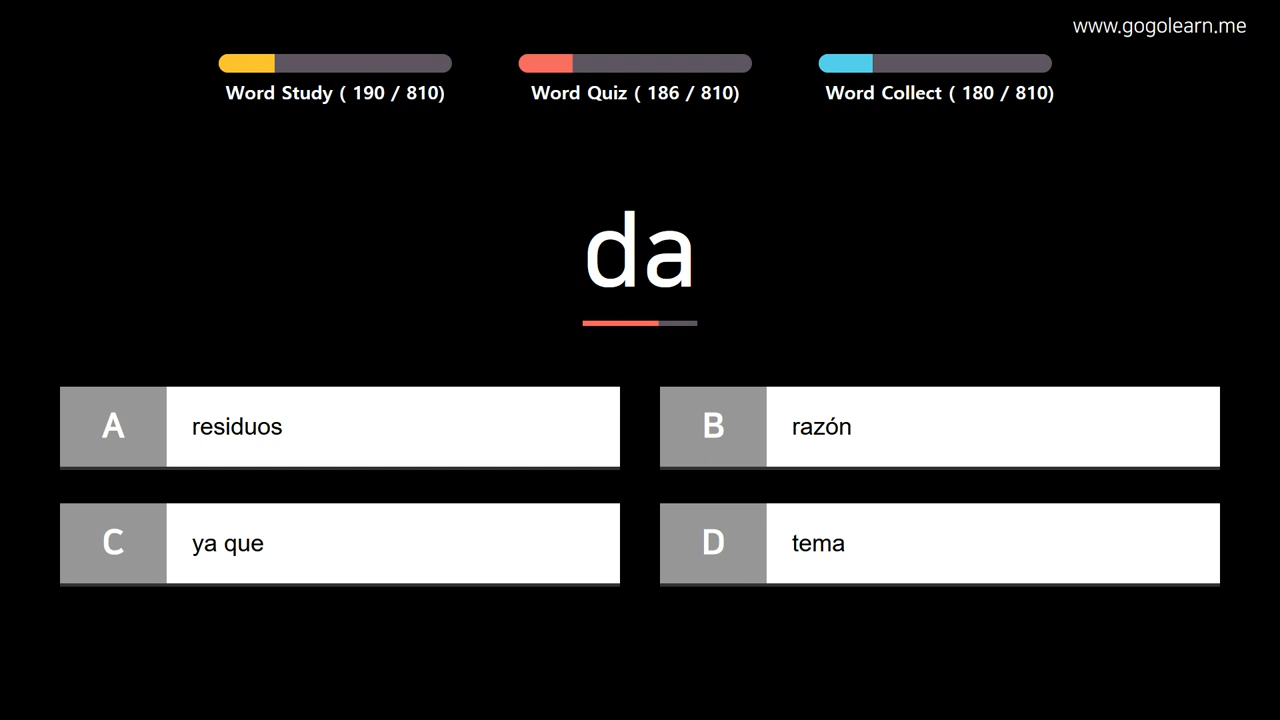 www.gogolearn.me
Word Study ( 190 / 810)
Word Quiz ( 186 / 810)
Word Collect ( 180 / 810)
da
A residuos
B razón
C ya que
D tema